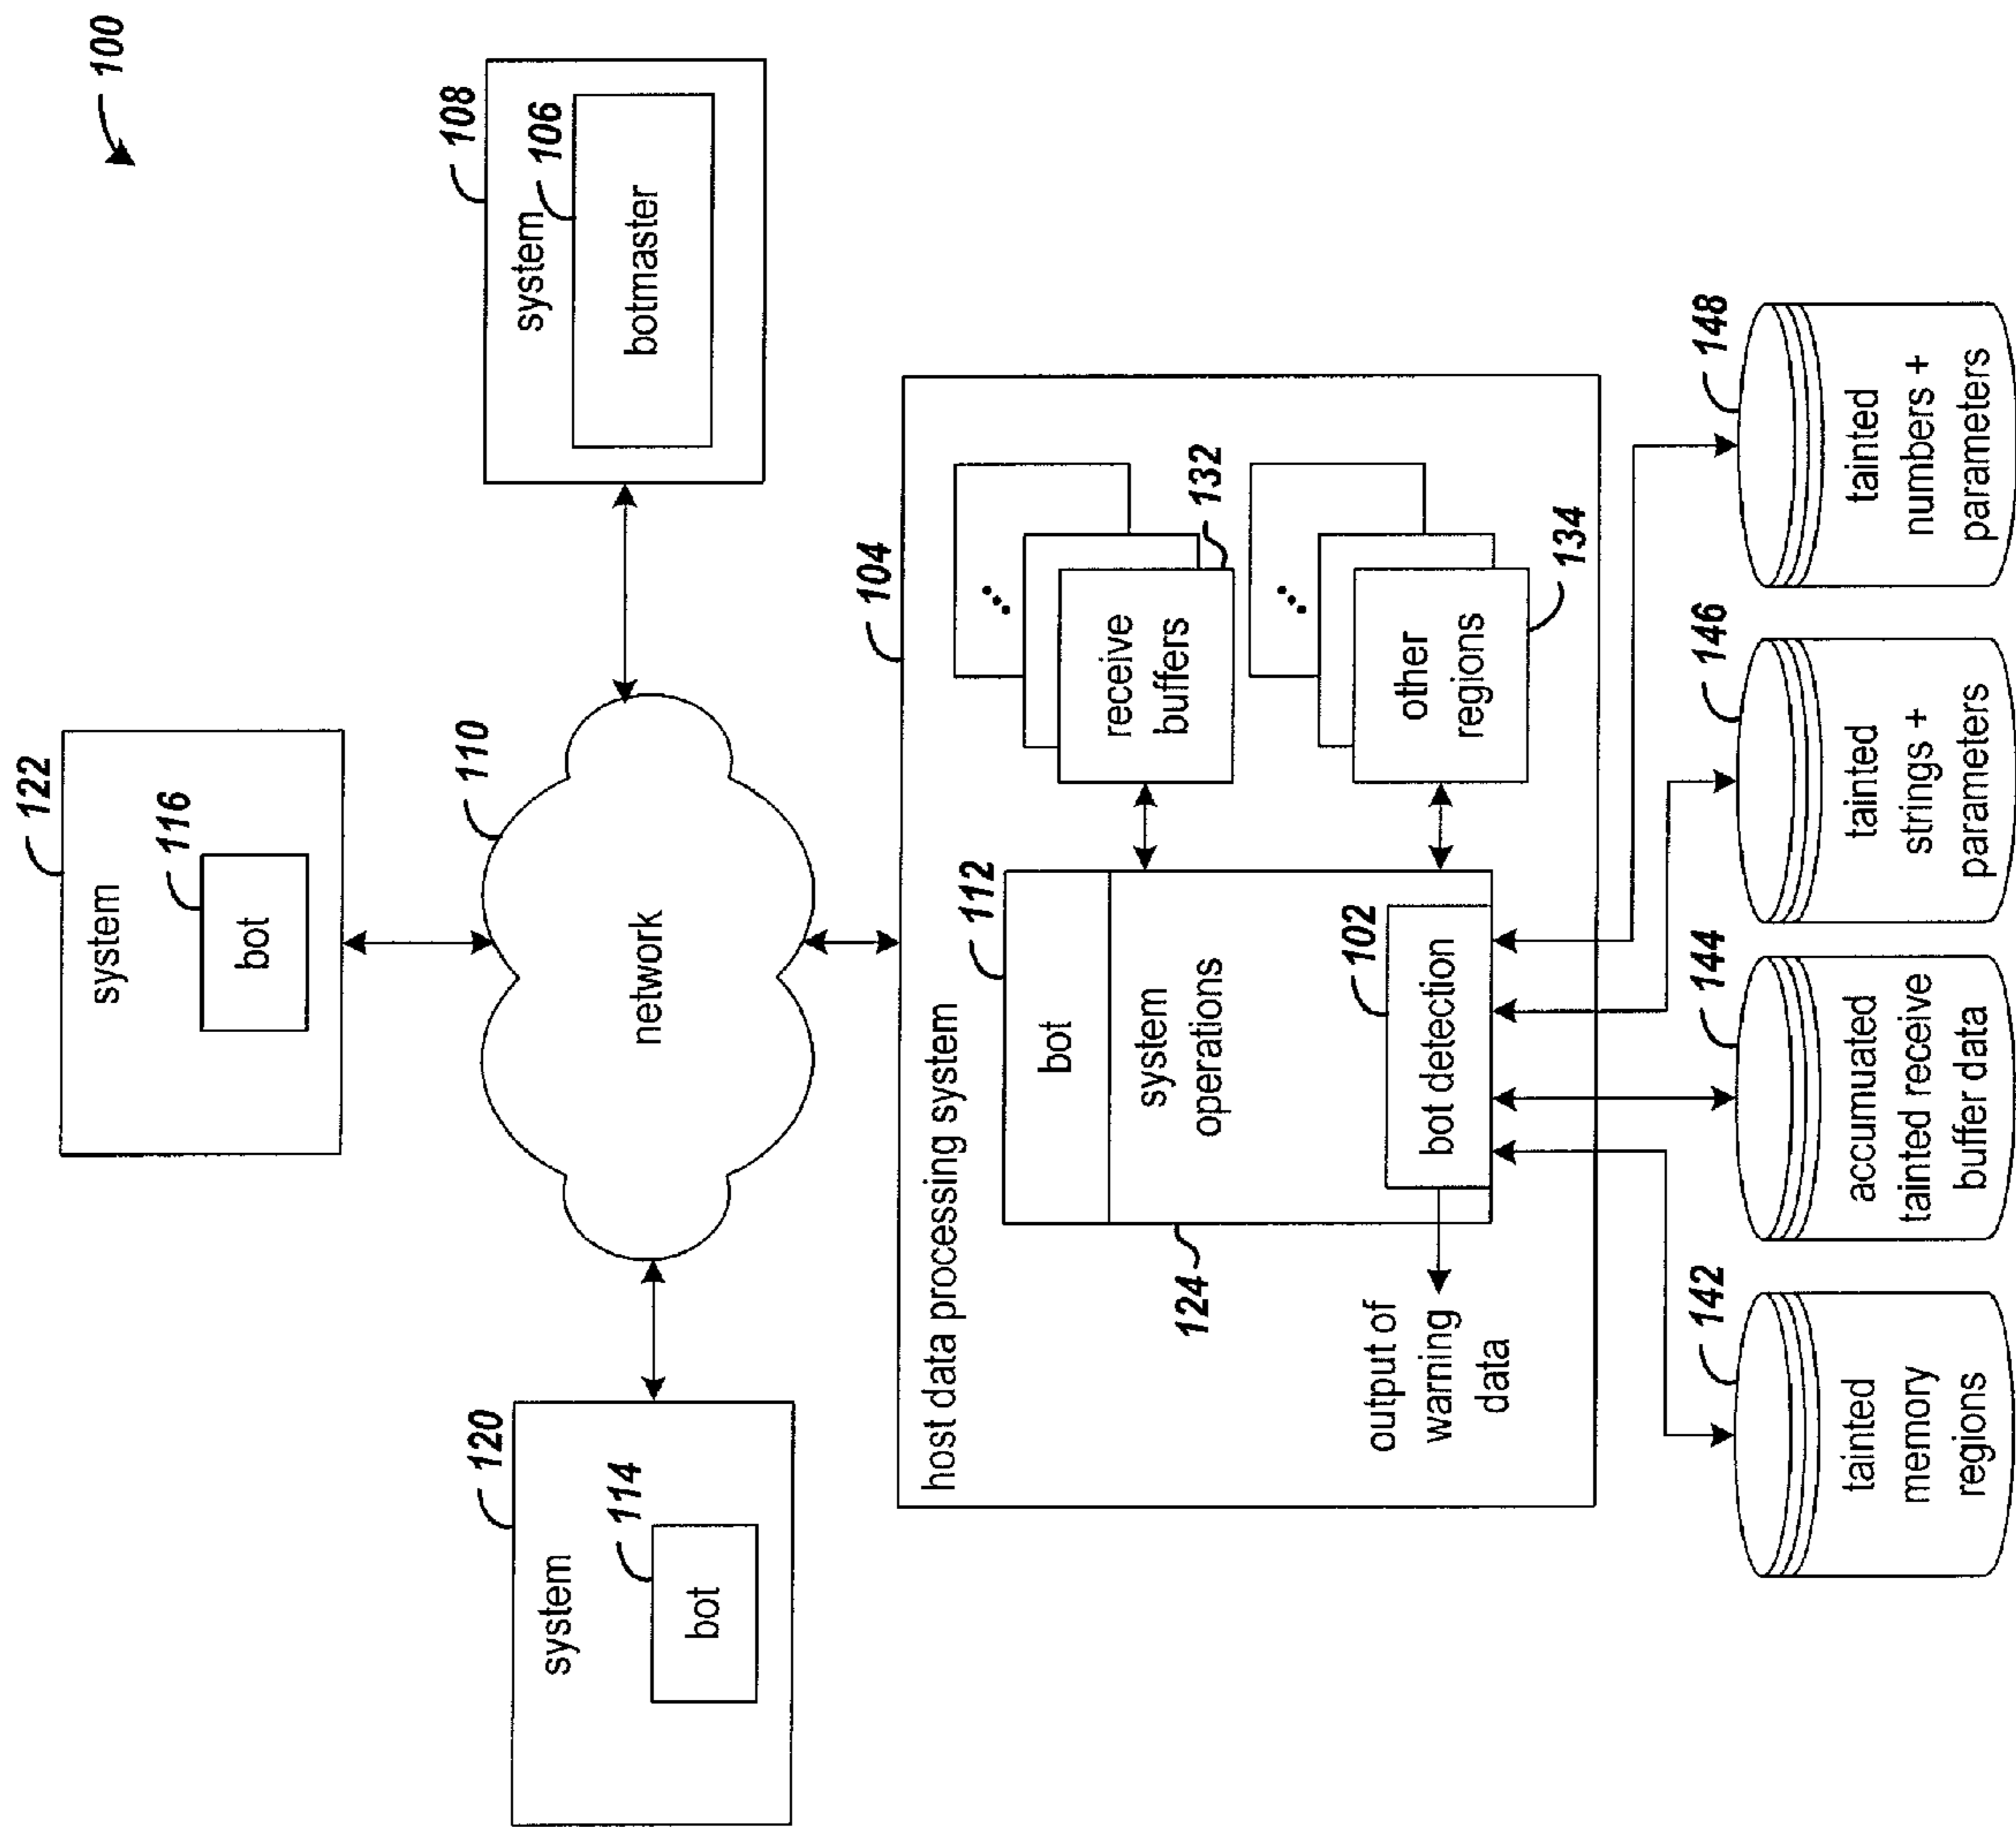 100
122
system
116
bot
120
system
114
bot
110
network
108
system
106
botmaster
104
host data processing system
112
bot
system
operations
124
102
bot detection
receive
buffers
132
other
regions
134
output of
warning
data
142
tainted
memory
regions
144
accumuated
tainted receive
buffer data
146
tainted
strings +
parameters
148
tainted
numbers +
parameters